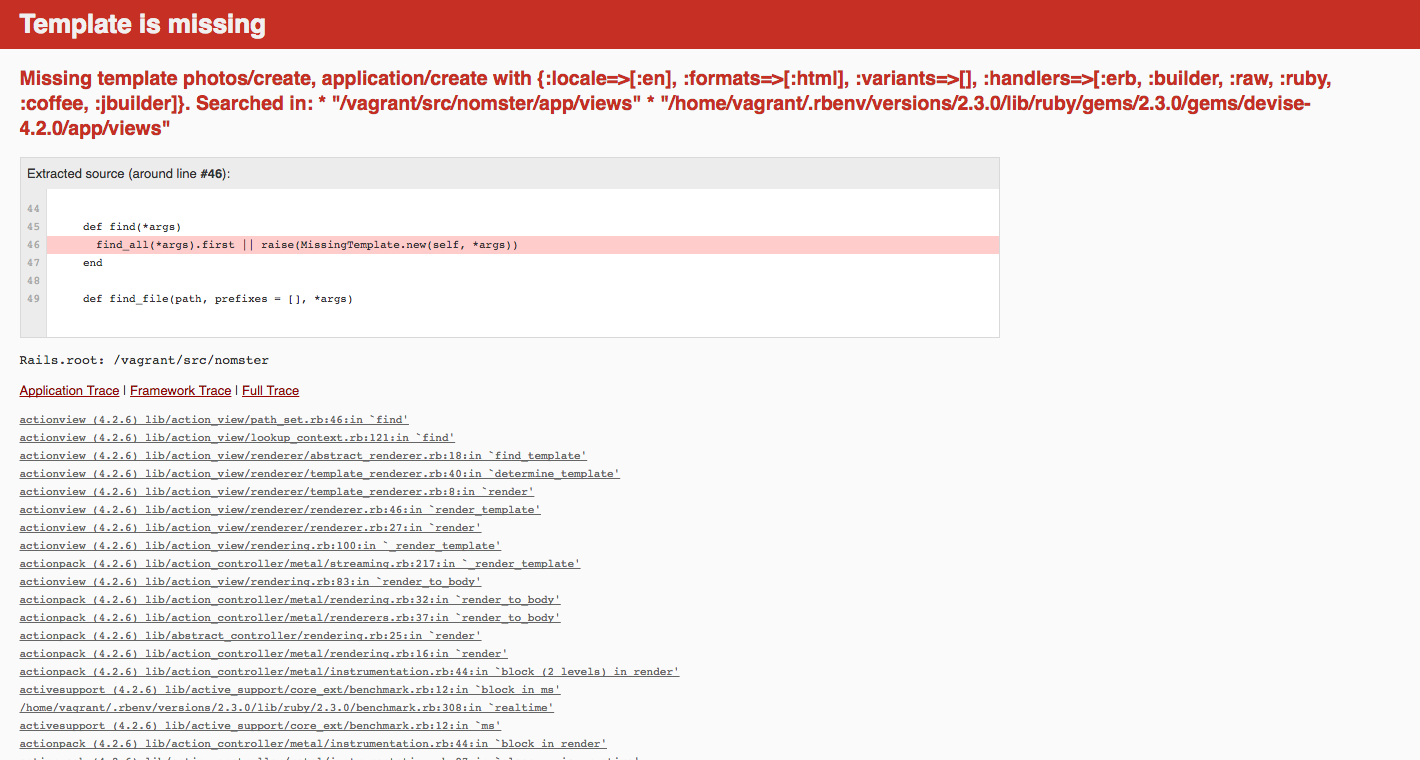 Template is missing
Missing template photos/create, application/create with {:locale=>[:en], :formats=>[:html], :variants=>[], :handlers=>[:erb, :builder, :raw, :ruby,
:coffee, :jbuilder]}. Searched in: * "/vagrant/src/nomster/app/views" * "/home/vagrant/.rbenv/versions/2.3.0/lib/ruby/gems/2.3.0/gems/devise-
4.2.0/app/views"
Extracted source (around line #46):
44
45 def find(*args)
46 find_all(*args).first || raise(MissingTemplate.new(self, *args))
47 end
48
49 def find_file(path, prefixes = [], *args)
Rails.root: /vagrant/src/nomster
Application Trace | Framework Trace | Full Trace
actionview (4.2.6) lib/action_view/path_set.rb:46:in `find'
actionview (4.2.6) lib/action_view/lookup_context.rb:121:in `find'
actionview (4.2.6) lib/action_view/renderer/abstract_renderer.rb:18:in `find_template'
actionview (4.2.6) lib/action_view/renderer/template_renderer.rb:40:in `determine_template'
actionview (4.2.6) lib/action_view/renderer/template_renderer.rb:8:in `render'
actionview (4.2.6) lib/action_view/renderer/renderer.rb:46:in `render_template'
actionview (4.2.6) lib/action_view/renderer/renderer.rb:27:in `render'
actionview (4.2.6) lib/action_view/rendering.rb:100:in `_render_template'
actionpack (4.2.6) lib/action_controller/metal/streaming.rb:217:in `_render_template'
actionview (4.2.6) lib/action_view/rendering.rb:83:in `render_to_body'
actionpack (4.2.6) lib/action_controller/metal/rendering.rb:32:in `render_to_body'
actionpack (4.2.6) lib/action_controller/metal/renderers.rb:37:in `render_to_body'
actionpack (4.2.6) lib/abstract_controller/rendering.rb:25:in `render'
actionpack (4.2.6) lib/action_controller/metal/rendering.rb:16:in `render'
actionpack (4.2.6) lib/action_controller/metal/instrumentation.rb:44:in `block (2 levels) in render'
activesupport (4.2.6) lib/active_support/core_ext/benchmark.rb:12:in `block in ms'
/home/vagrant/.rbenv/versions/2.3.0/lib/ruby/2.3.0/benchmark.rb:308:in `realtime'
activesupport (4.2.6) lib/active_support/core_ext/benchmark.rb:12:in `ms'
actionpack (4.2.6) lib/action_controller/metal/instrumentation.rb:44:in `block in render'